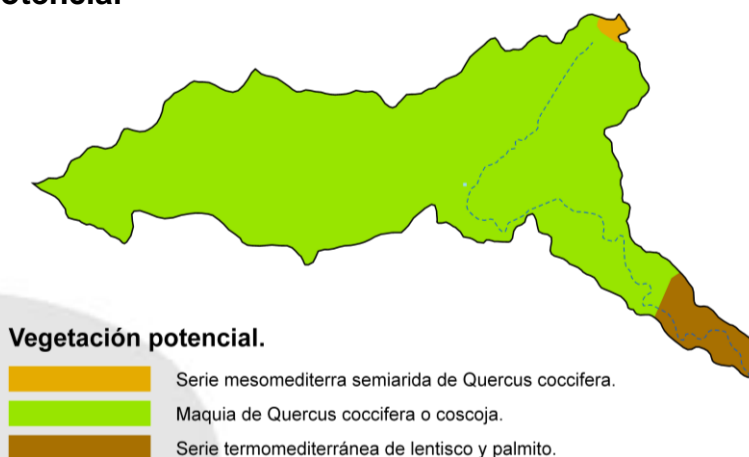 Vegetación potencial.
Serie mesomediterra semiarida de Quercus coccifera.
Maquia de Quercus coccifera o coscoja.
Serie termomediterránea de lentisco y palmito.